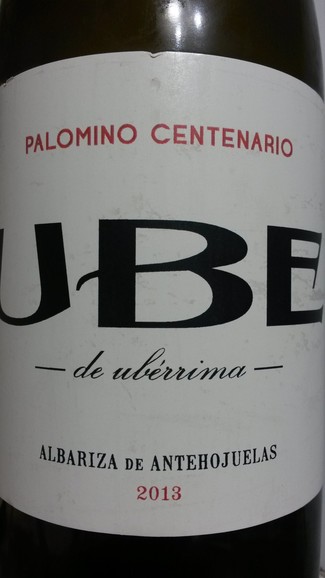 PALOMINO CENTENARIO
UBE
de ubérrima
ALBARIZA DE ANTEHOJUELAS
2013